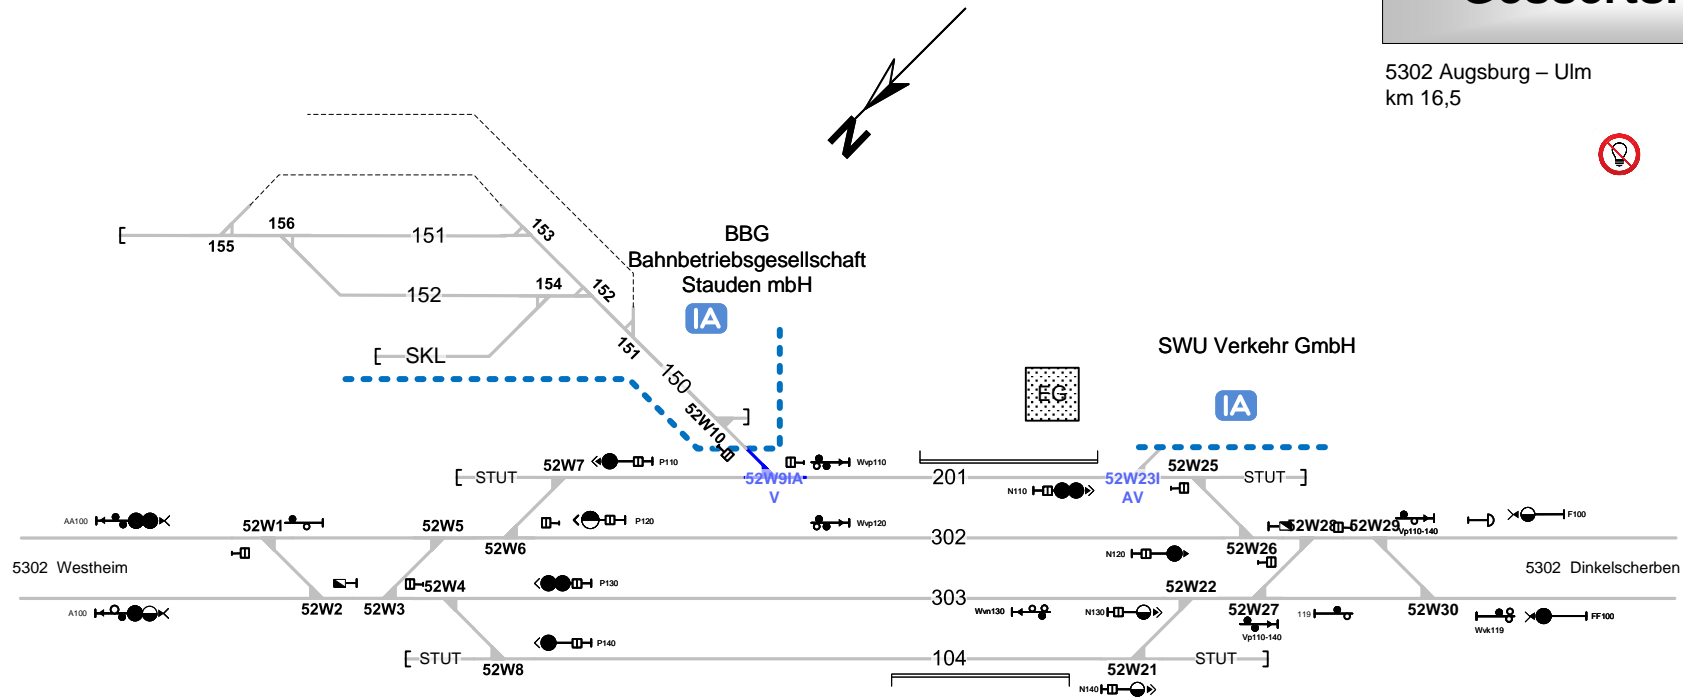 5302 Augsburg – Ulm
km 16,5
N
BBG
Bahnbetriebsgesellschaft
Stauden mbH
IA
SWU Verkehr GmbH
IA
EG
156
155
151
153
152
154
152
SKL
151
150
52W10
STUT
52W7
P110
52W9IA
V
Wvp110
201
N110
52W23I
AV
52W25
STUT
AA100
52W1
52W5
52W6
P120
Wvp120
302
N120
52W26
52W28
52W29
Vp110-140
F100
5302 Westheim
5302 Dinkelscherben
A100
52W2
52W3
52W4
P130
303
Wvn130
N130
52W22
52W27
Vp110-140
119
52W30
Wvk119
FF100
STUT
52W8
P140
104
52W21
STUT
N140